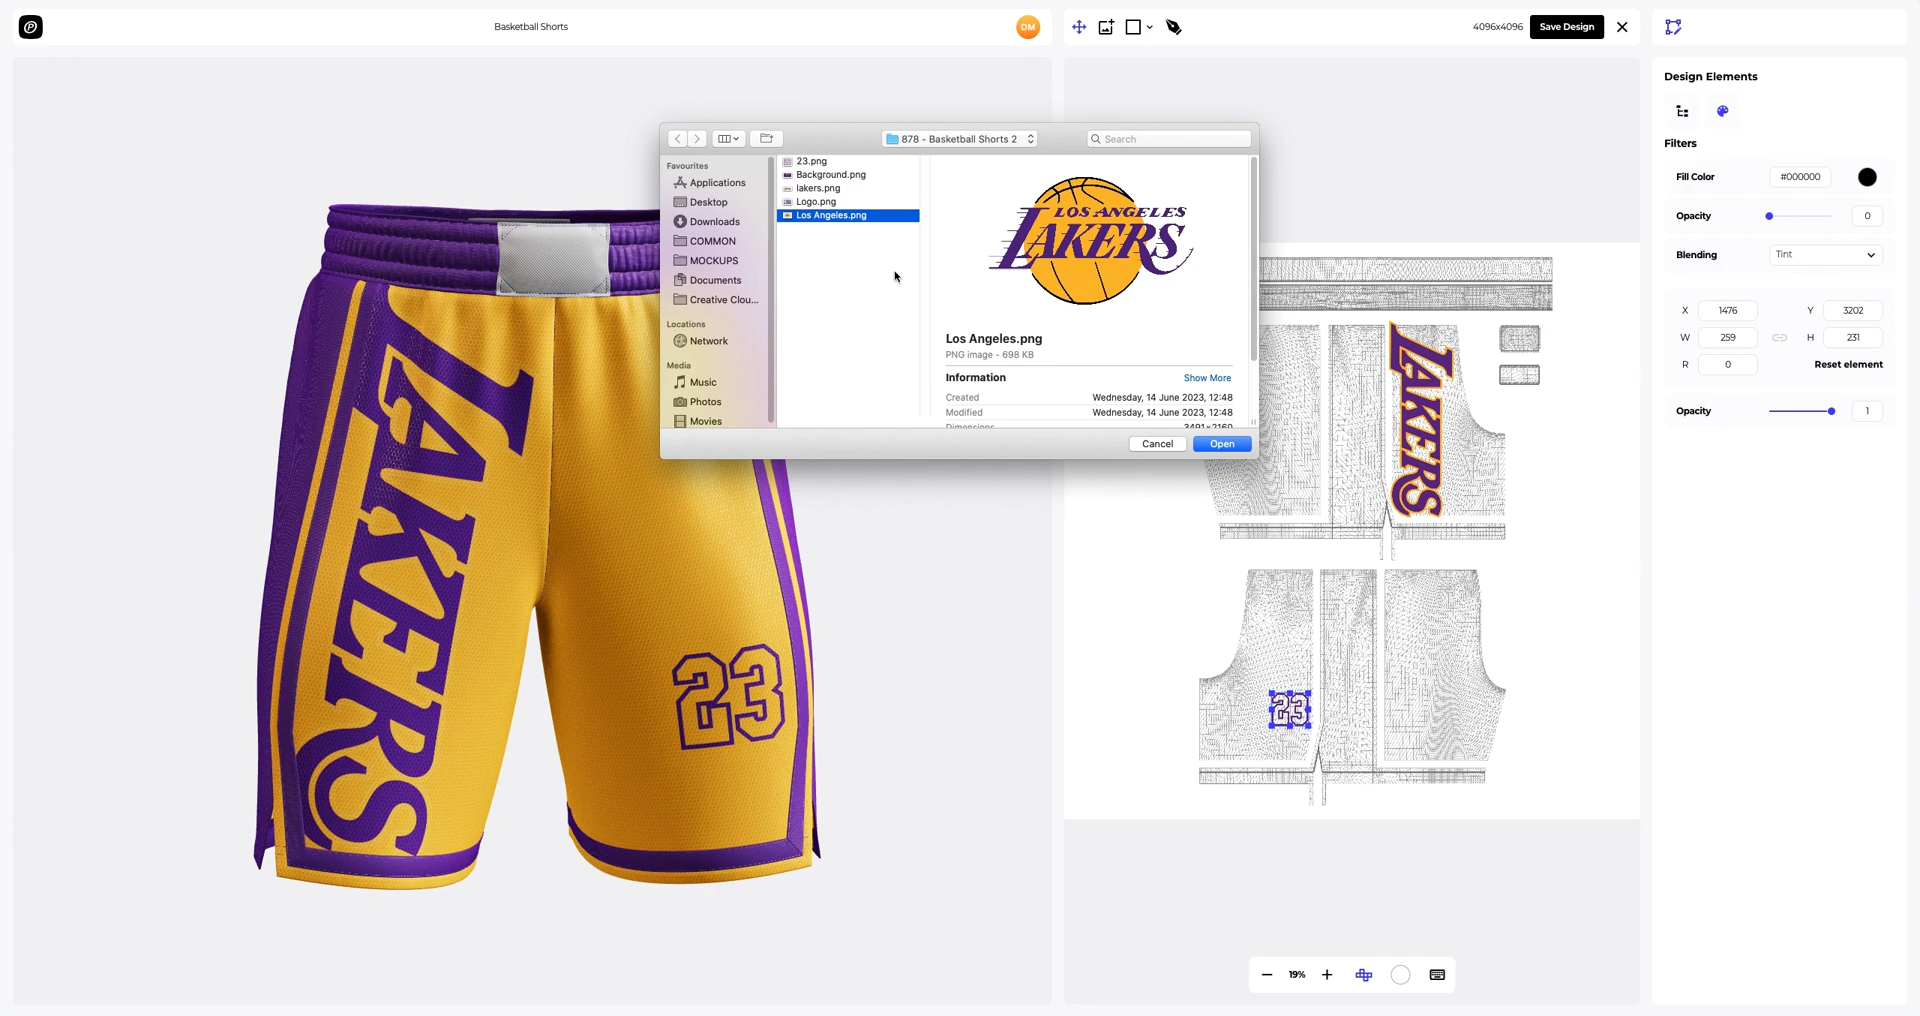 Basketball Shorts
DM
4096x4096
Save Design
Design Elements
Filters
Fill Color
#000000
Opacity
0
Blending
Tint
X
1476
Y
3202
W
259
H
231
R
0
Reset element
Opacity
1
878 - Basketball Shorts 2
Search
Favourites
Applications
Desktop
Downloads
COMMON
MOCKUPS
Documents
Creative Clou...
Locations
Network
Media
Music
Photos
Movies
23.png
Background.png
lakers.png
Logo.png
Los Angeles.png
LOS ANGELES
LAKERS
Los Angeles.png
PNG image - 698 KB
Information
Show More
Created
Wednesday, 14 June 2023, 12:48
Modified
Wednesday, 14 June 2023, 12:48
Dimensions
3491×2160
Cancel
Open
LAKERS
23
LAKERS
23
19%